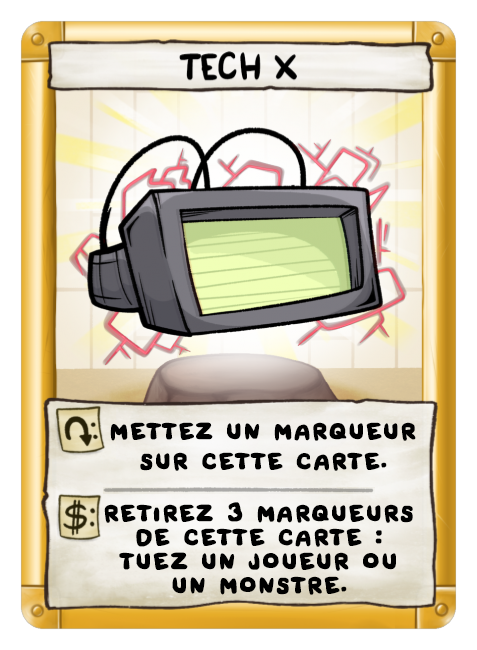 TECH X
: METTEZ UN MARQUEUR
SUR CETTE CARTE.
$: RETIREZ 3 MARQUEURS
DE CETTE CARTE :
TUEZ UN JOUEUR OU
UN MONSTRE.